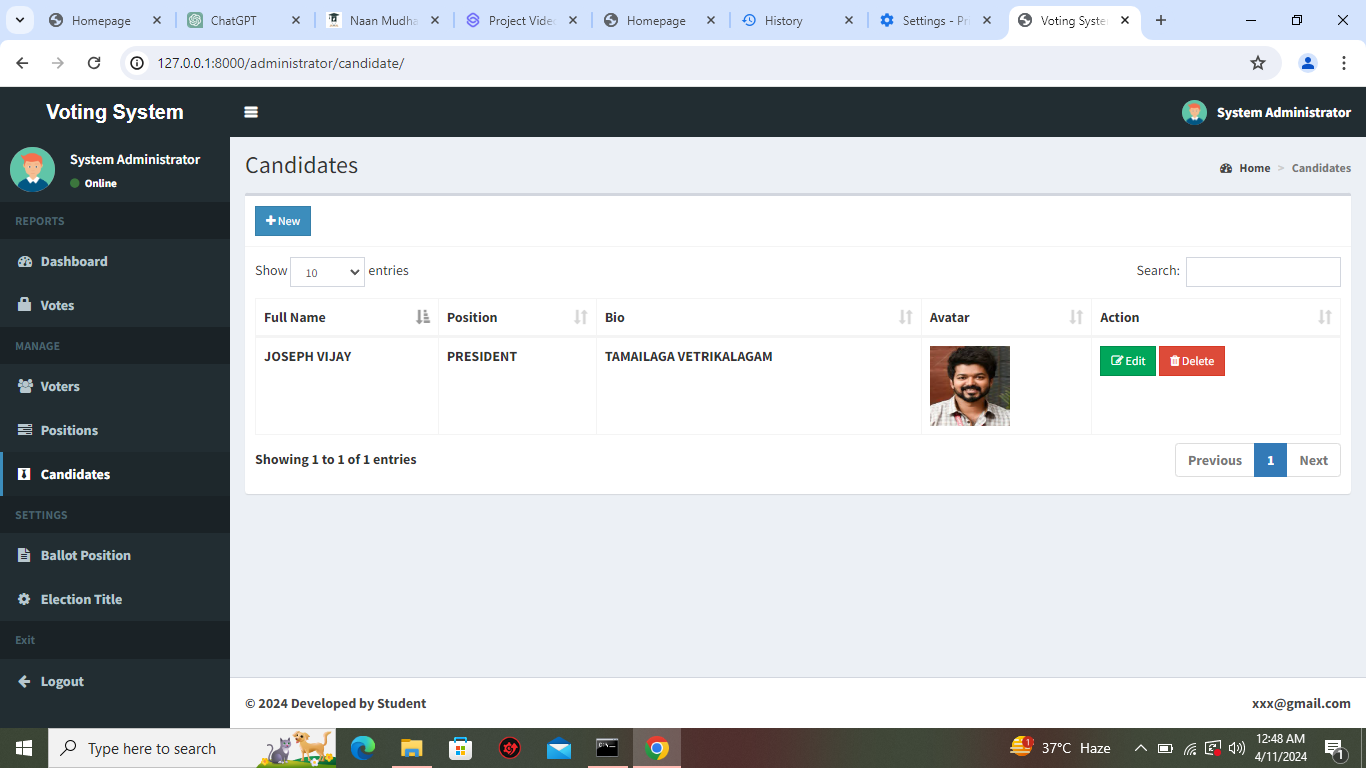 Homepage
ChatGPT
Naan Mudha
Project Vide
Homepage
History
Settings - Pri
Voting Syste
127.0.0.1:8000/administrator/candidate/
Voting System
System Administrator
System Administrator
Online
REPORTS
Dashboard
Votes
MANAGE
Voters
Positions
Candidates
SETTINGS
Ballot Position
Election Title
Exit
Logout
Candidates
Home > Candidates
New
Show 10 entries
Search:
Full Name Position Bio Avatar Action
JOSEPH VIJAY PRESIDENT TAMAILAGA VETRIKALAGAM Edit Delete
Showing 1 to 1 of 1 entries
Previous 1 Next
© 2024 Developed by Student
xxx@gmail.com
Type here to search
1
37°C Haze
12:48 AM
4/11/2024
1